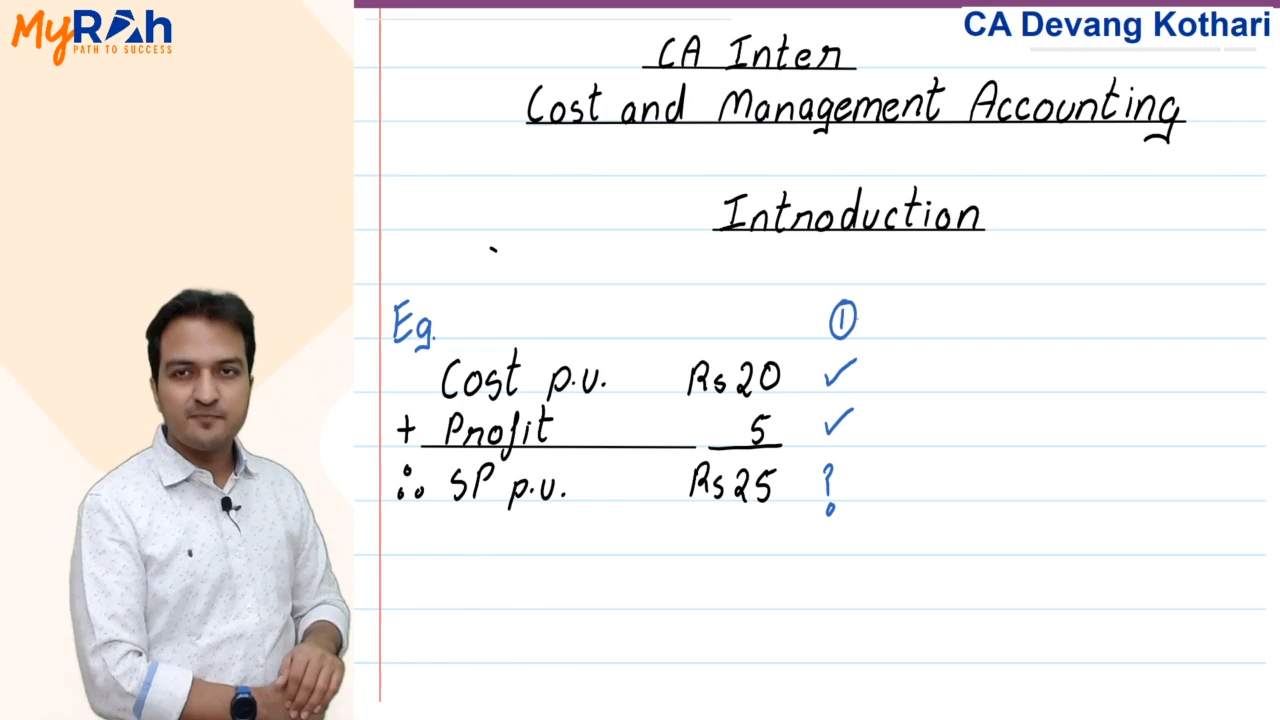 MyRAh
PATH TO SUCCESS
CA Devang Kothari
CA Inter
Cost and Management Accounting
Introduction
Eg. ①
Cost p.u. Rs 20 ✓
+ Profit 5 ✓
∴ SP p.u. Rs 25 ?